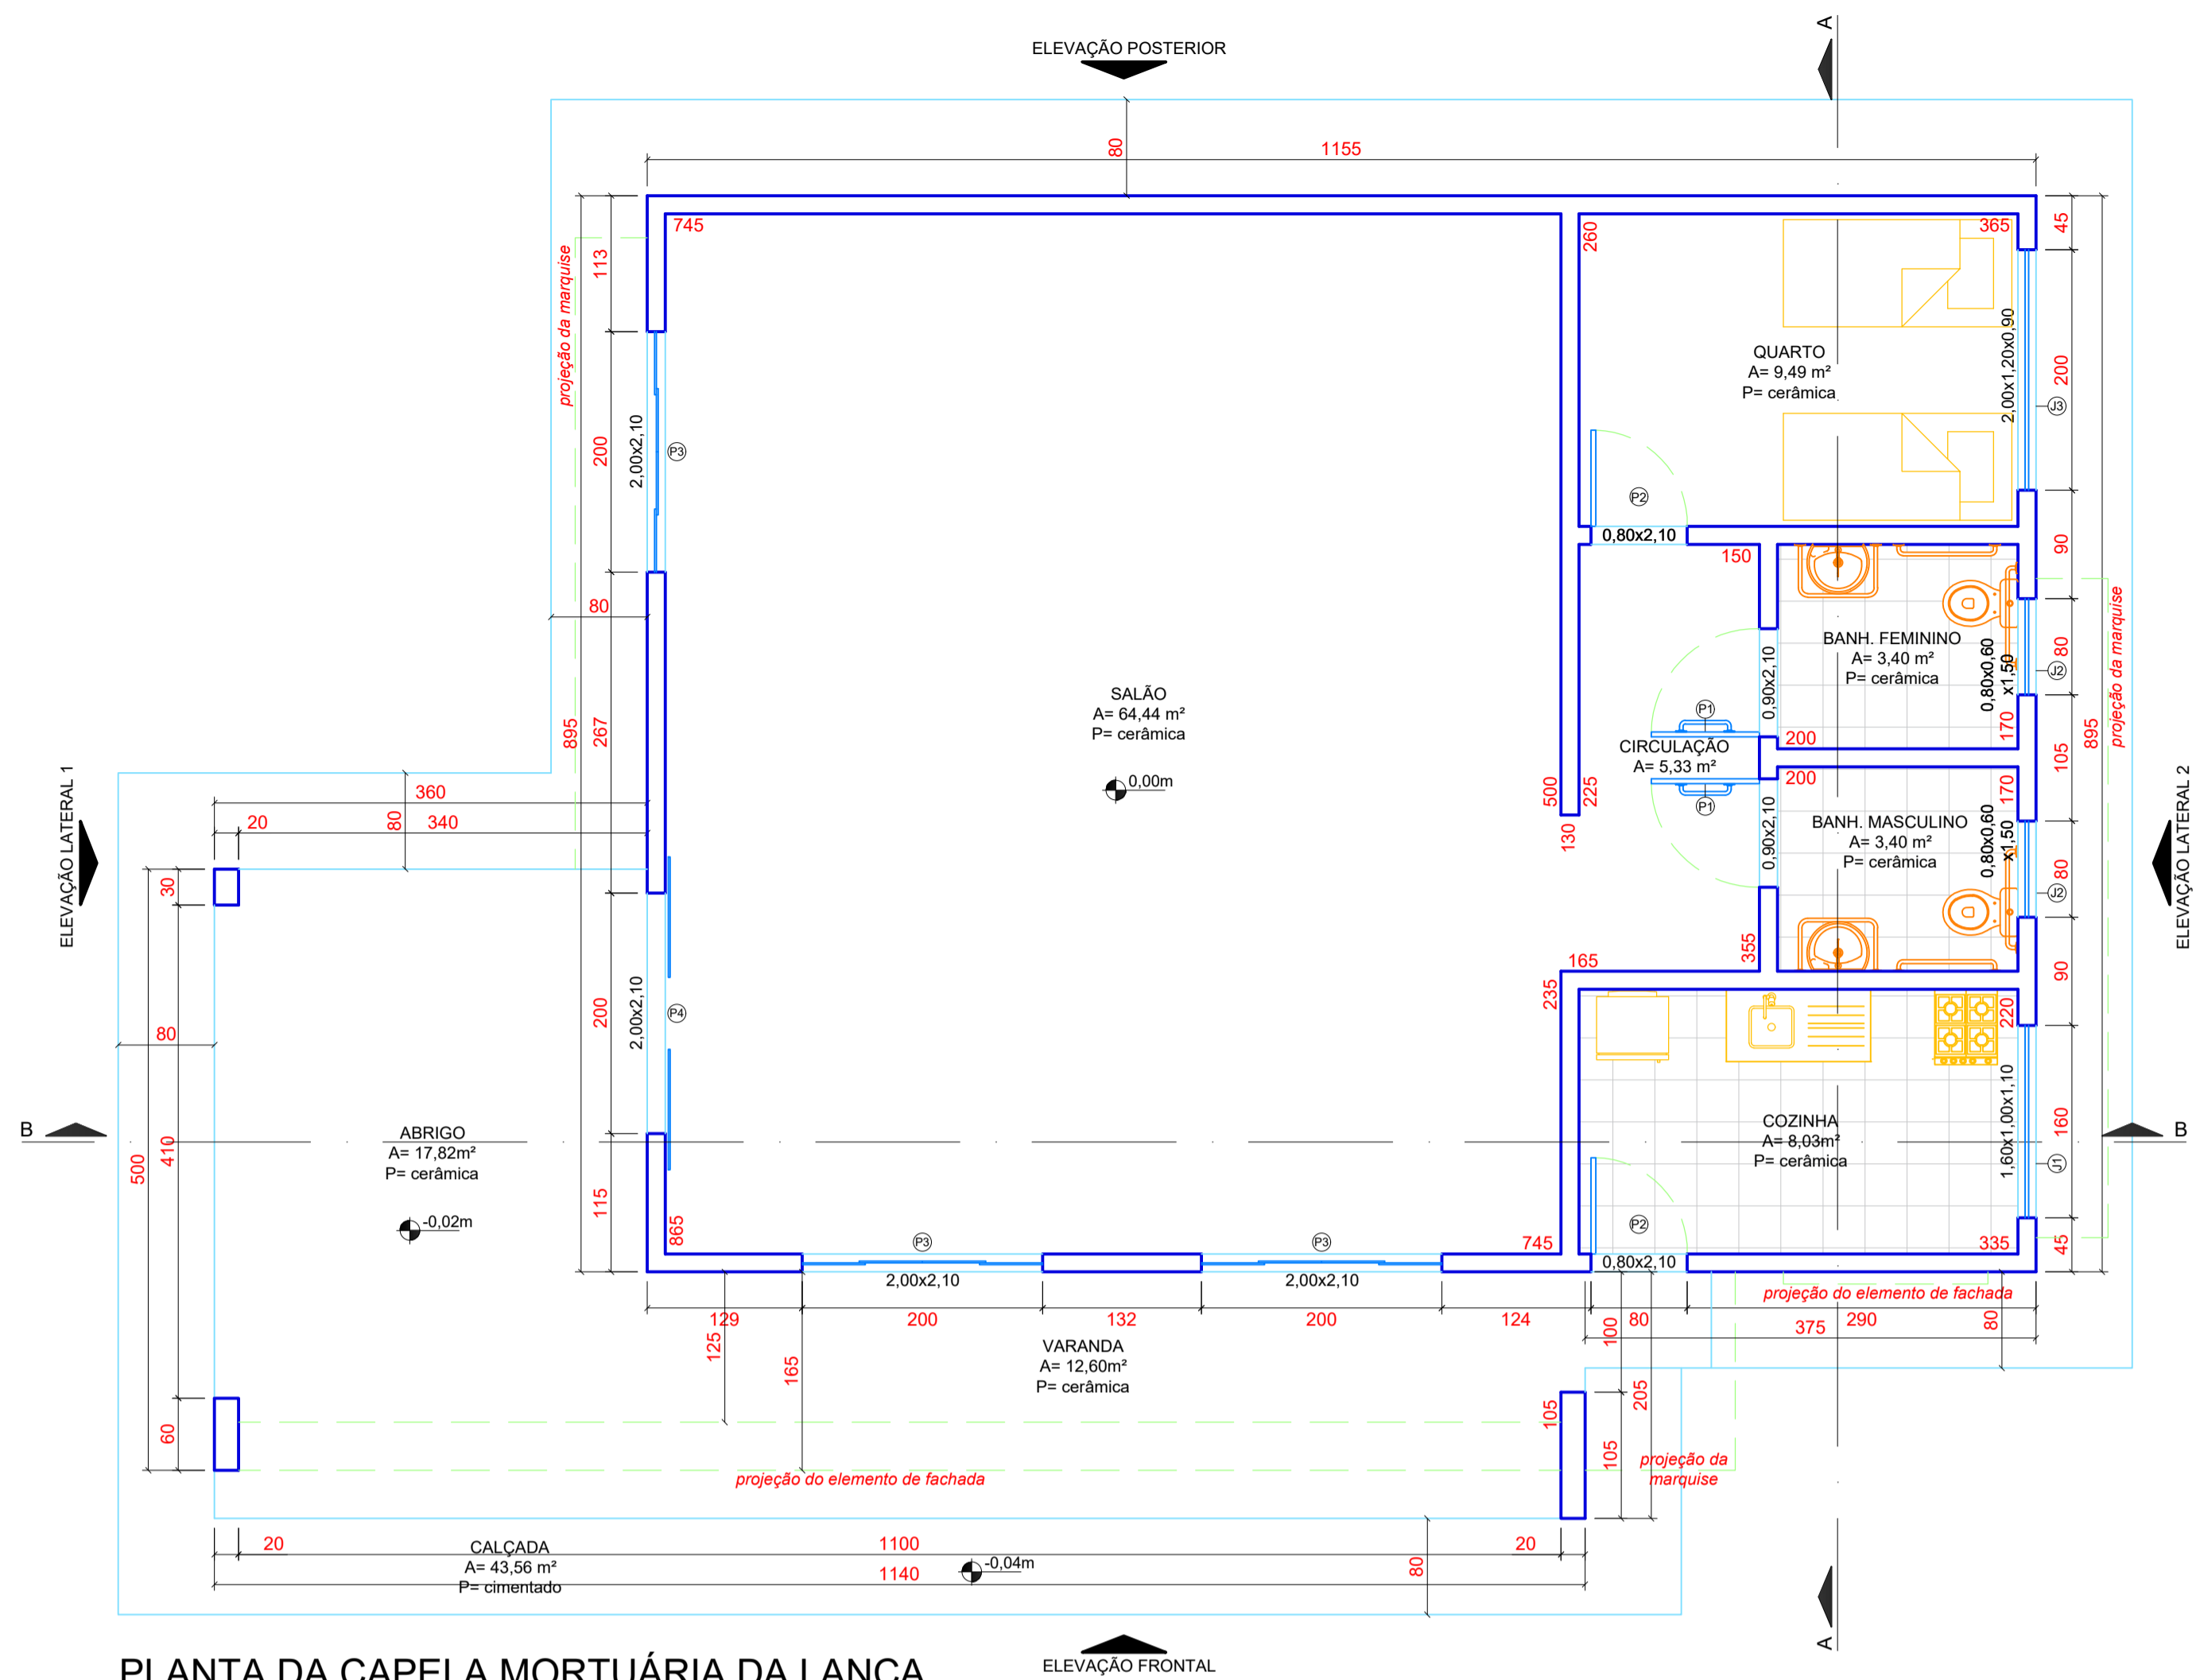 ELEVAÇÃO POSTERIOR
A
80
1155
745
260
365
45
113
projeção da marquise
QUARTO
A= 9,49 m²
P= cerâmica
2,00x1,20x0,90
200
J3
200
2,00x2,10
P3
P2
0,80x2,10
150
90
80
BANH. FEMININO
A= 3,40 m²
P= cerâmica
0,90x2,10
0,80x0,60
x1,50
80
J2
projeção da marquise
170
P1
200
895
267
SALÃO
A= 64,44 m²
P= cerâmica
0,00m
CIRCULAÇÃO
A= 5,33 m²
105
895
500
225
P1
200
170
130
BANH. MASCULINO
A= 3,40 m²
P= cerâmica
0,90x2,10
0,80x0,60
x1,50
80
J2
ELEVAÇÃO LATERAL 1
ELEVAÇÃO LATERAL 2
360
20
340
80
30
355
165
235
90
200
2,00x2,10
P4
220
80
410
500
B
ABRIGO
A= 17,82m²
P= cerâmica
-0,02m
COZINHA
A= 8,03m²
P= cerâmica
1,60x1,00x1,10
160
J1
B
115
865
P3
P3
745
P2
335
45
2,00x2,10
2,00x2,10
0,80x2,10
projeção do elemento de fachada
129
200
132
200
124
80
290
375
80
125
165
100
VARANDA
A= 12,60m²
P= cerâmica
205
60
105
105
projeção da
marquise
projeção do elemento de fachada
20
CALÇADA
A= 43,56 m²
P= cimentado
1100
20
-0,04m
1140
80
A
ELEVAÇÃO FRONTAL
PLANTA DA CAPELA MORTUÁRIA DA LANÇA